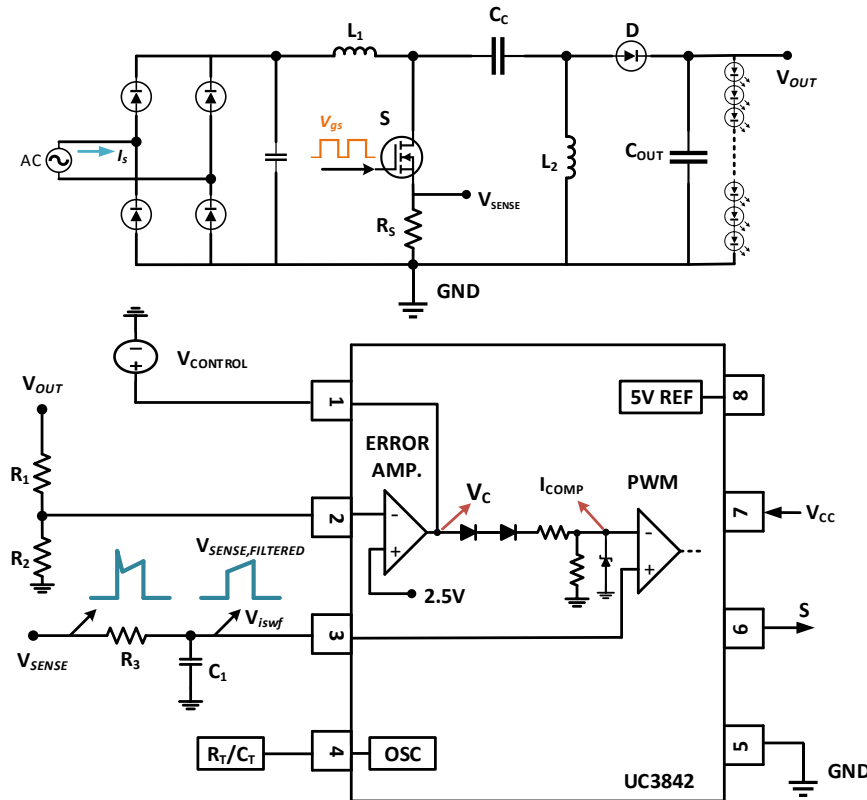 L1
CC
D
VOUT
S
Vgs
AC
Is
L2
COUT
VSENSE
RS
GND
VCONTROL
VOUT
1
5V REF
8
ERROR
AMP.
R1
VC
ICOMP
PWM
2
7
VCC
R2
VSENSE,FILTERED
2.5V
Viswf
3
6
S
VSENSE
R3
C1
RT/CT
4
OSC
5
UC3842
GND